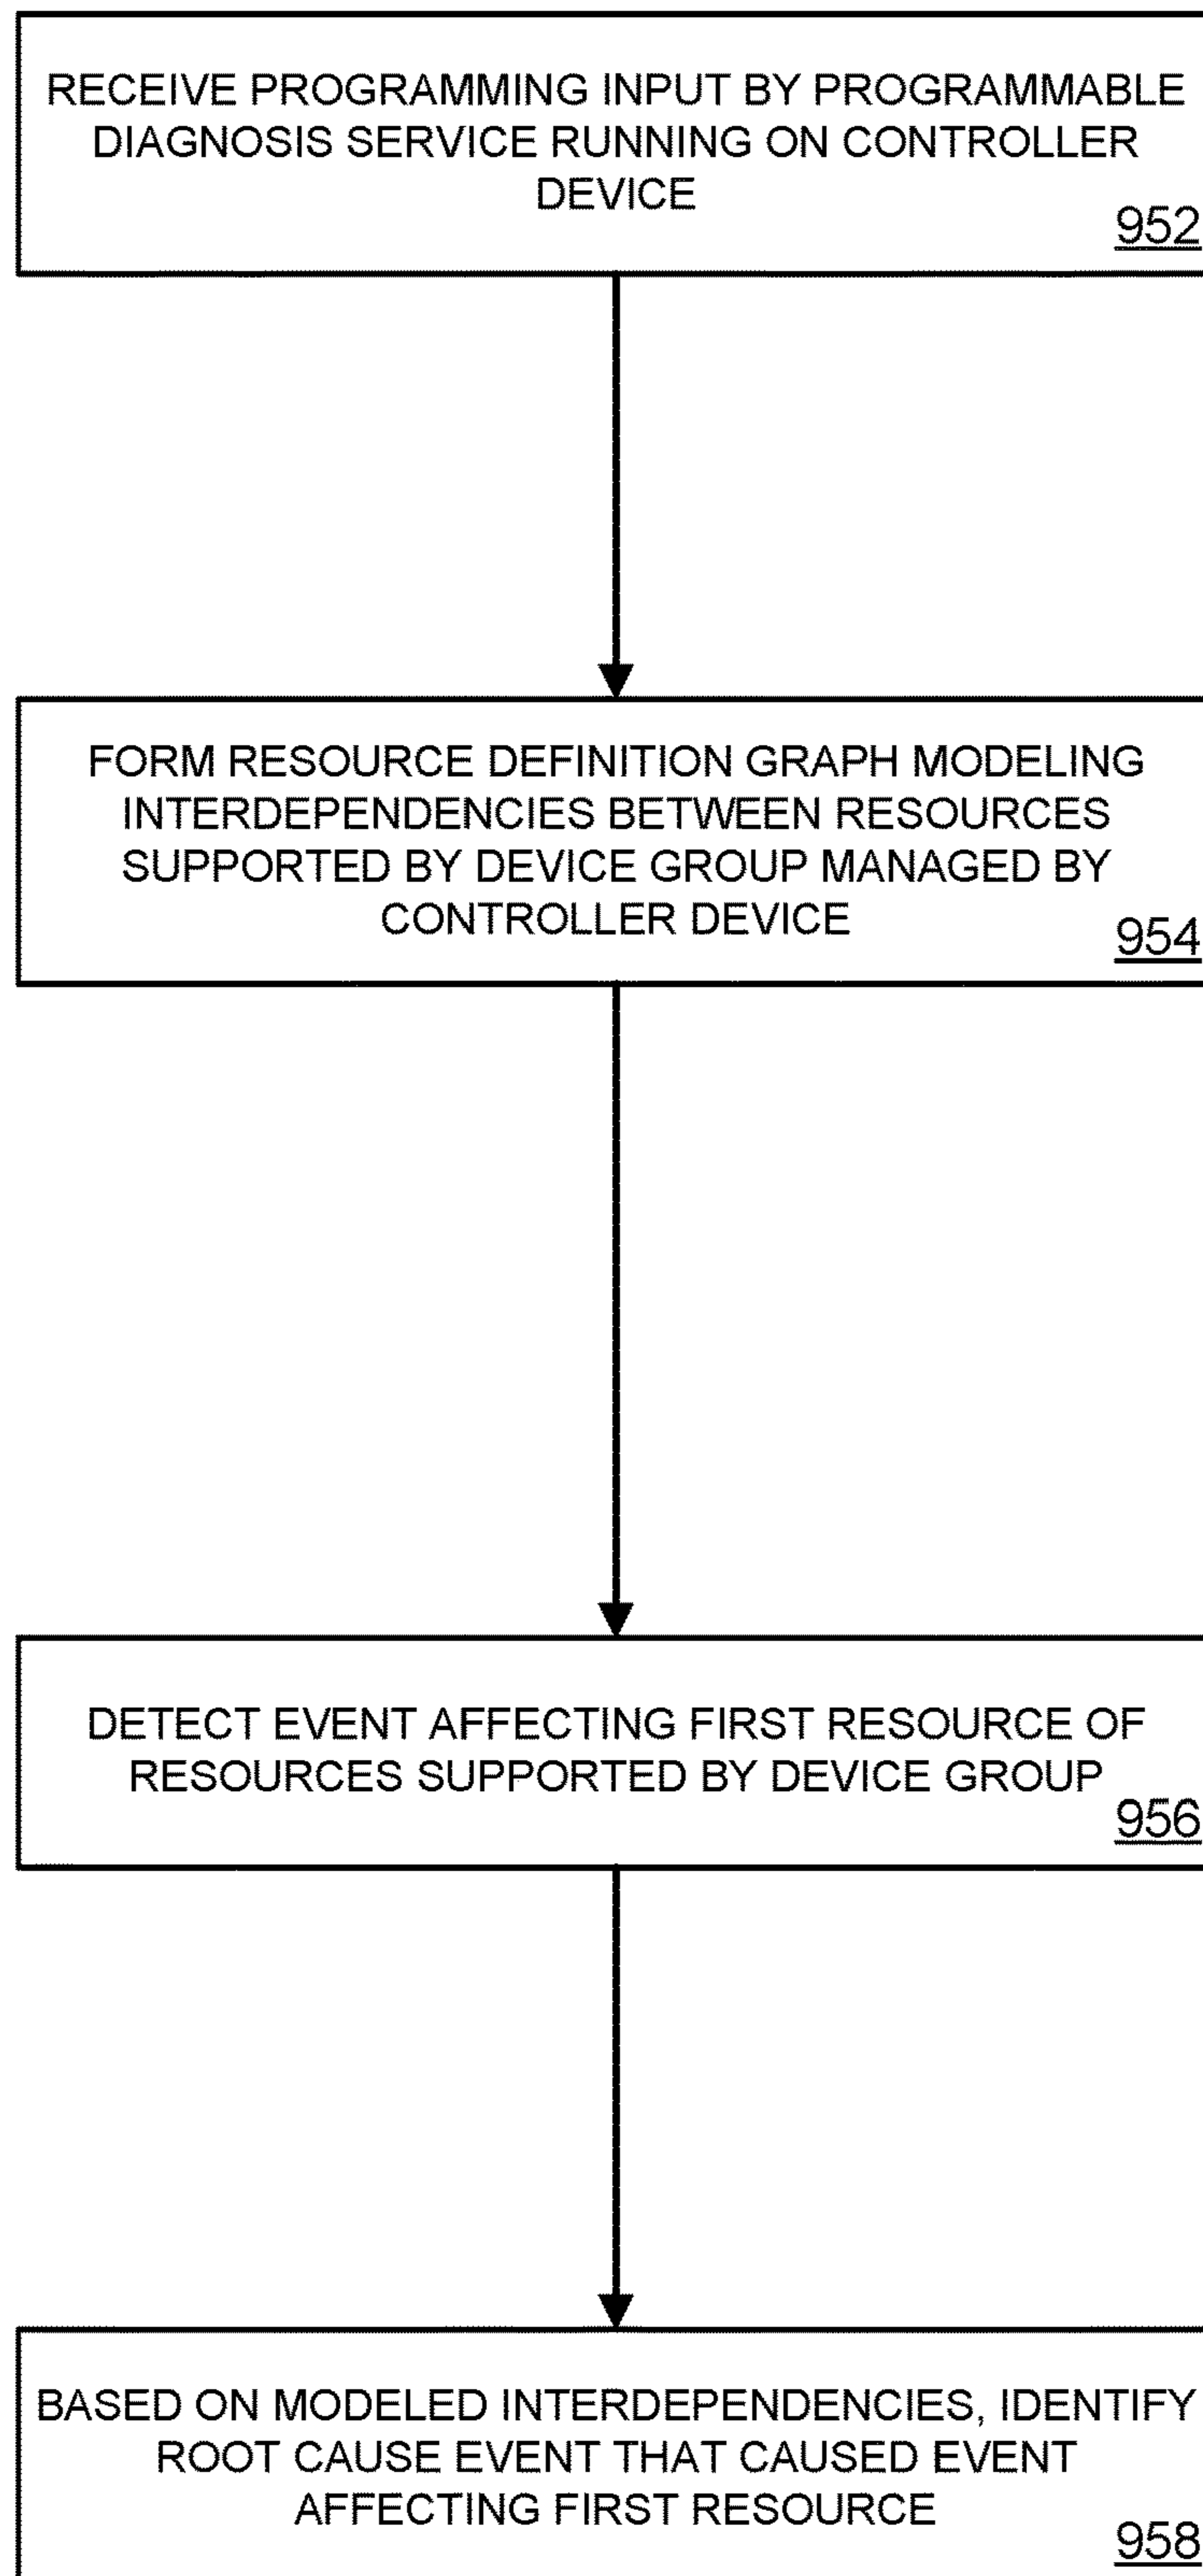 RECEIVE PROGRAMMING INPUT BY PROGRAMMABLE
DIAGNOSIS SERVICE RUNNING ON CONTROLLER
DEVICE
952
FORM RESOURCE DEFINITION GRAPH MODELING
INTERDEPENDENCIES BETWEEN RESOURCES
SUPPORTED BY DEVICE GROUP MANAGED BY
CONTROLLER DEVICE
954
DETECT EVENT AFFECTING FIRST RESOURCE OF
RESOURCES SUPPORTED BY DEVICE GROUP
956
BASED ON MODELED INTERDEPENDENCIES, IDENTIFY
ROOT CAUSE EVENT THAT CAUSED EVENT
AFFECTING FIRST RESOURCE
958